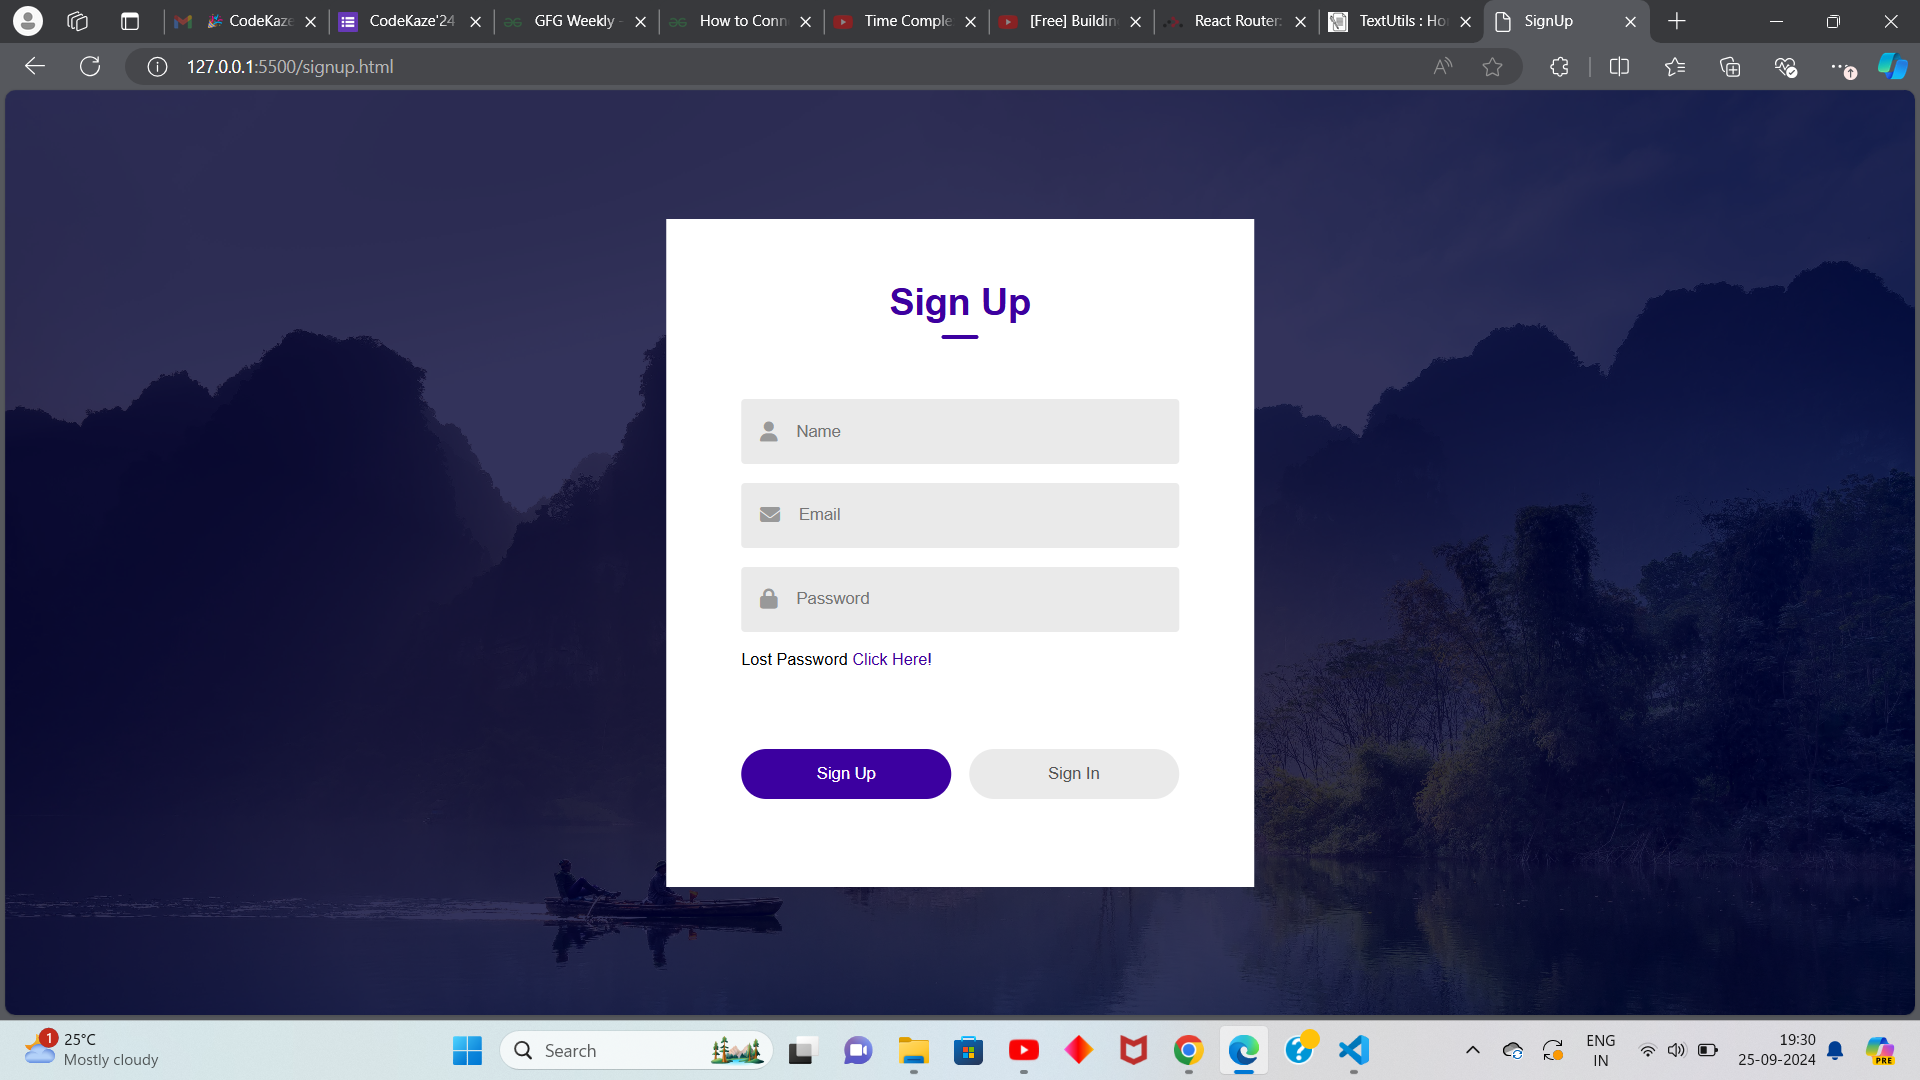 CodeKaze
CodeKaze'24
GFG Weekly -
How to Conn
Time Comple
[Free] Buildin
React Router:
TextUtils : Ho
SignUp
127.0.0.1:5500/signup.html
Sign Up
Name
Email
Password
Lost Password Click Here!
Sign Up
Sign In
1
25°C
Mostly cloudy
Search
ENG
IN
19:30
25-09-2024
PRE